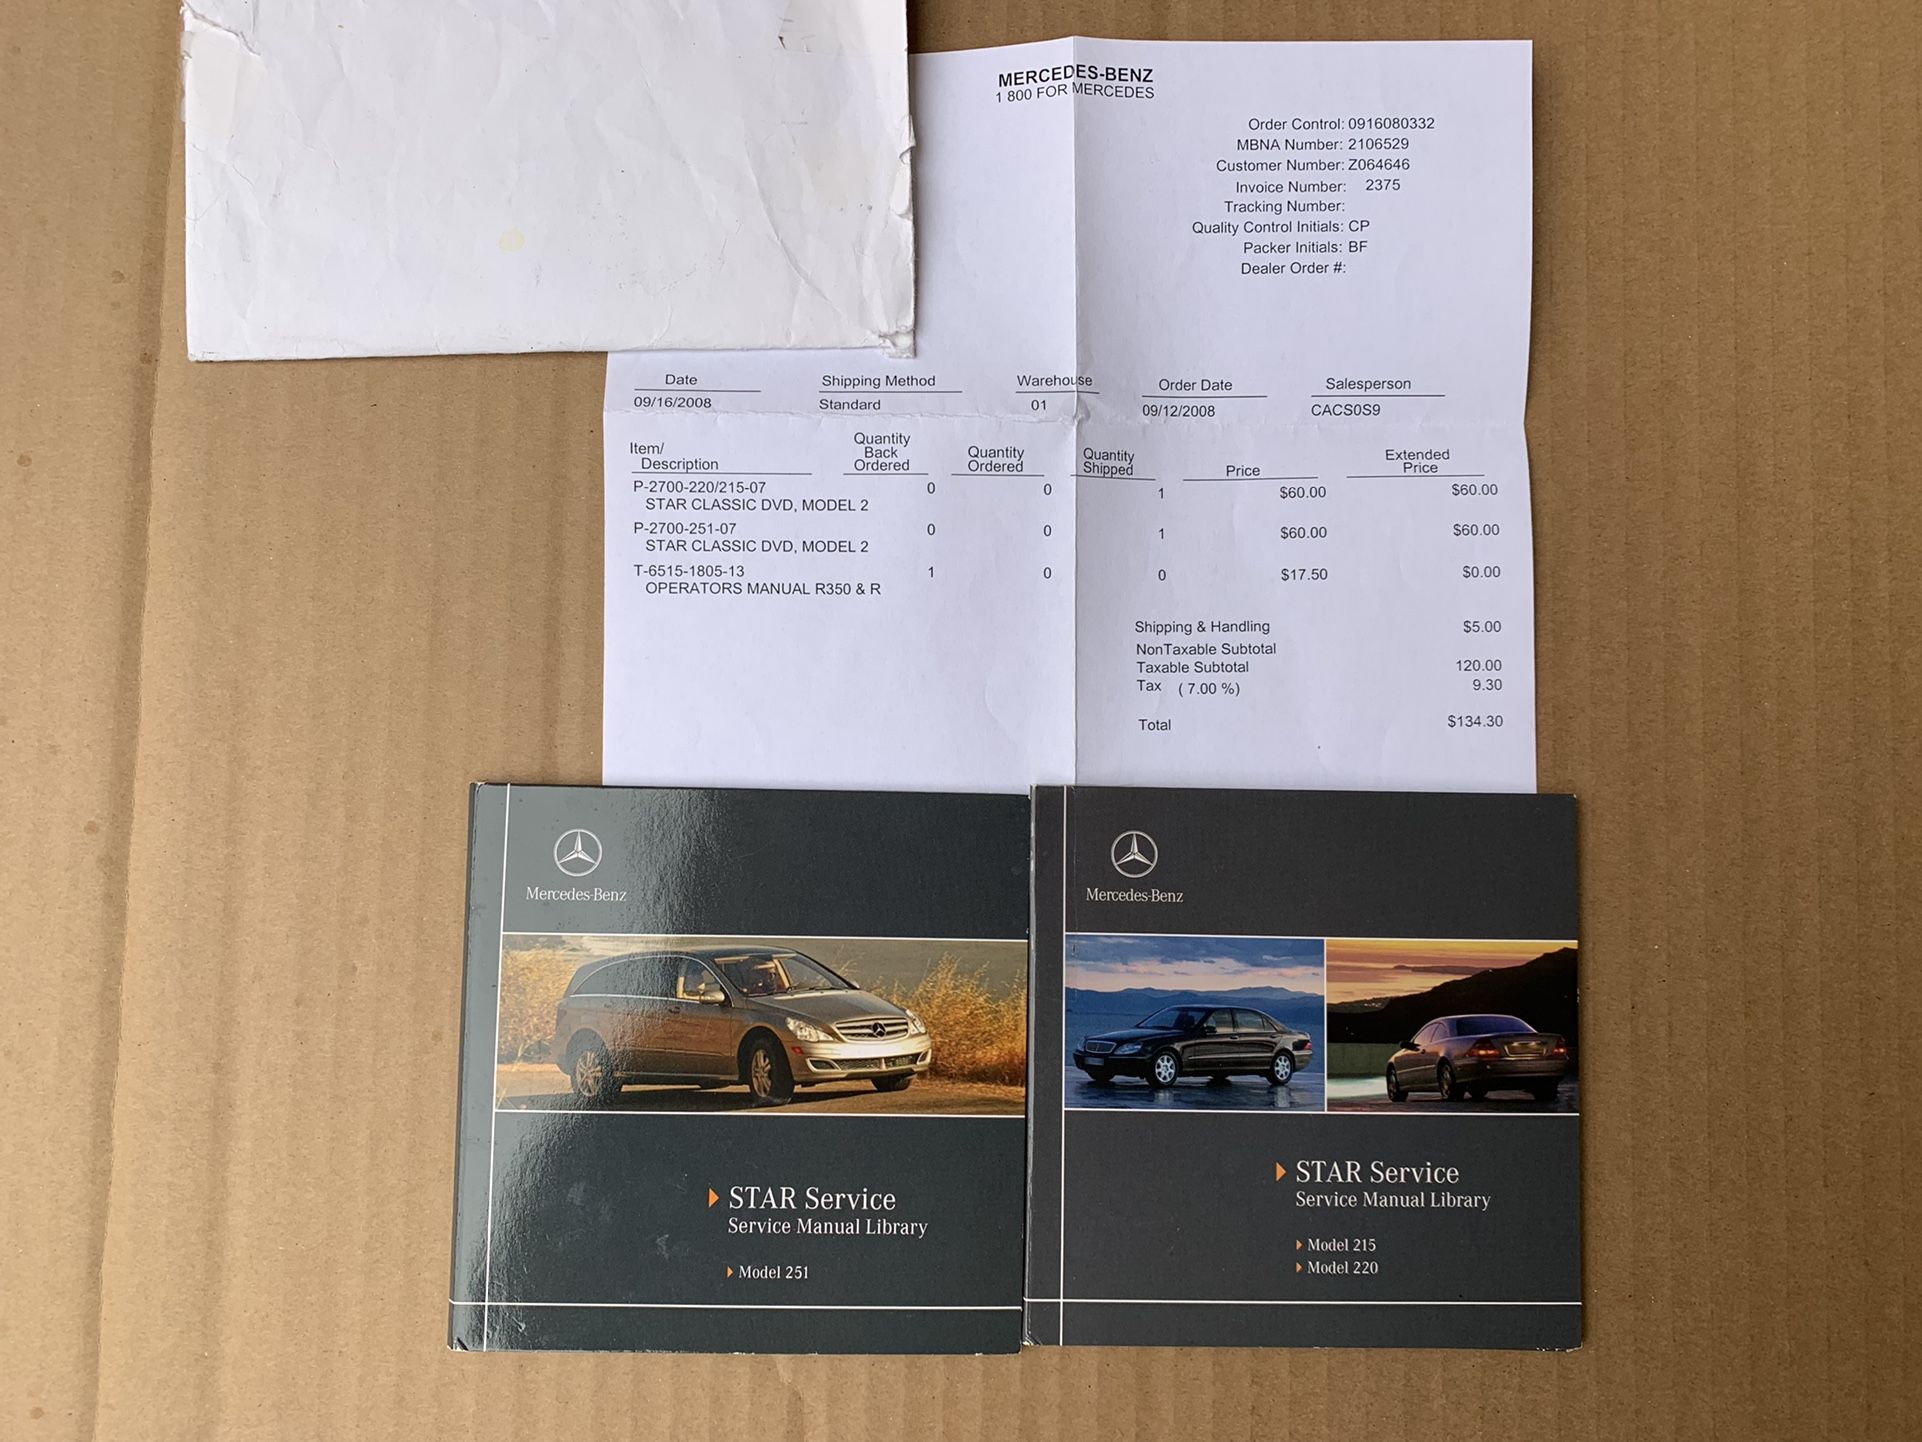 MERCEDES-BENZ
1 800 FOR MERCEDES
Order Control: 0916080332
MBNA Number: 2106529
Customer Number: Z064646
Invoice Number: 2375
Tracking Number:
Quality Control Initials: CP
Packer Initials: BF
Dealer Order #:
Date Shipping Method Warehouse Order Date Salesperson
09/16/2008 Standard 01 09/12/2008 CACS0S9
Item/ Description Quantity Back Ordered Quantity Ordered Quantity Shipped Price Extended Price
P-2700-220/215-07 0 0 1 $60.00 $60.00
STAR CLASSIC DVD, MODEL 2
P-2700-251-07 0 0 1 $60.00 $60.00
STAR CLASSIC DVD, MODEL 2
T-6515-1805-13 1 0 0 $17.50 $0.00
OPERATORS MANUAL R350 & R
Shipping & Handling $5.00
NonTaxable Subtotal
Taxable Subtotal 120.00
Tax ( 7.00 %) 9.30
Total $134.30
Mercedes-Benz
STAR Service
Service Manual Library
Model 251
Mercedes-Benz
STAR Service
Service Manual Library
Model 215
Model 220